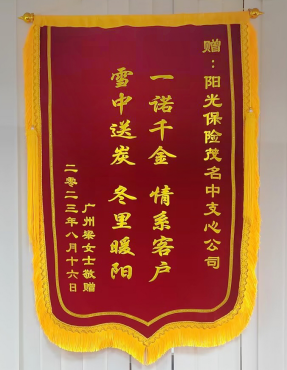 赠：阳光保险茂名中支心公司
一诺千金 情系客户
雪中送炭 冬里暖阳
广州梁女士敬赠
二零二三年八月十六日